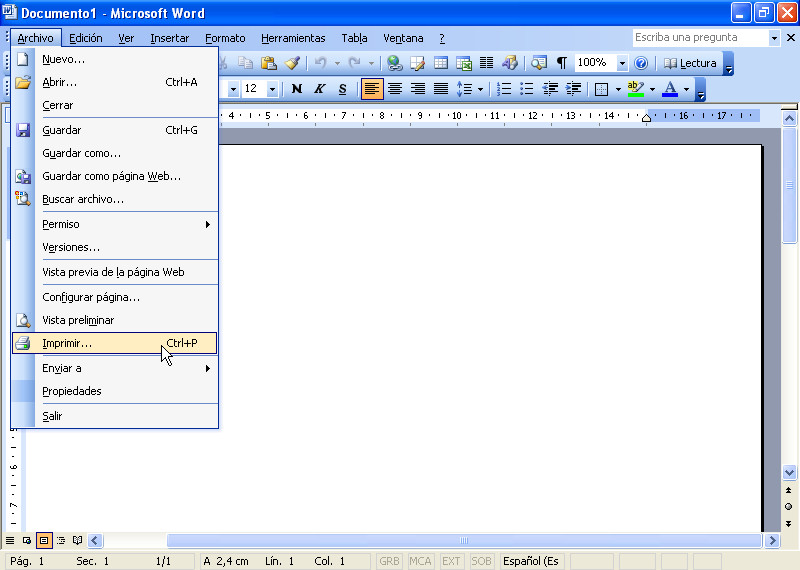 Documento1 - Microsoft Word
Archivo Edición Ver Insertar Formato Herramientas Tabla Ventana ? Escriba una pregunta
Nuevo...
100% Lectura
Abrir... Ctrl+A
12 N K S
Cerrar
4 5 6 7 8 9 10 11 12 13 14 16 17
Guardar Ctrl+G
Guardar como...
Guardar como página Web...
Buscar archivo...
Permiso
Versiones...
Vista previa de la página Web
Configurar página...
Vista preliminar
Imprimir... Ctrl+P
Enviar a
Propiedades
Salir
6
7
Pág. 1 Sec. 1 1/1 A 2,4 cm Lín. 1 Col. 1 GRB MCA EXT SOB Español (Es